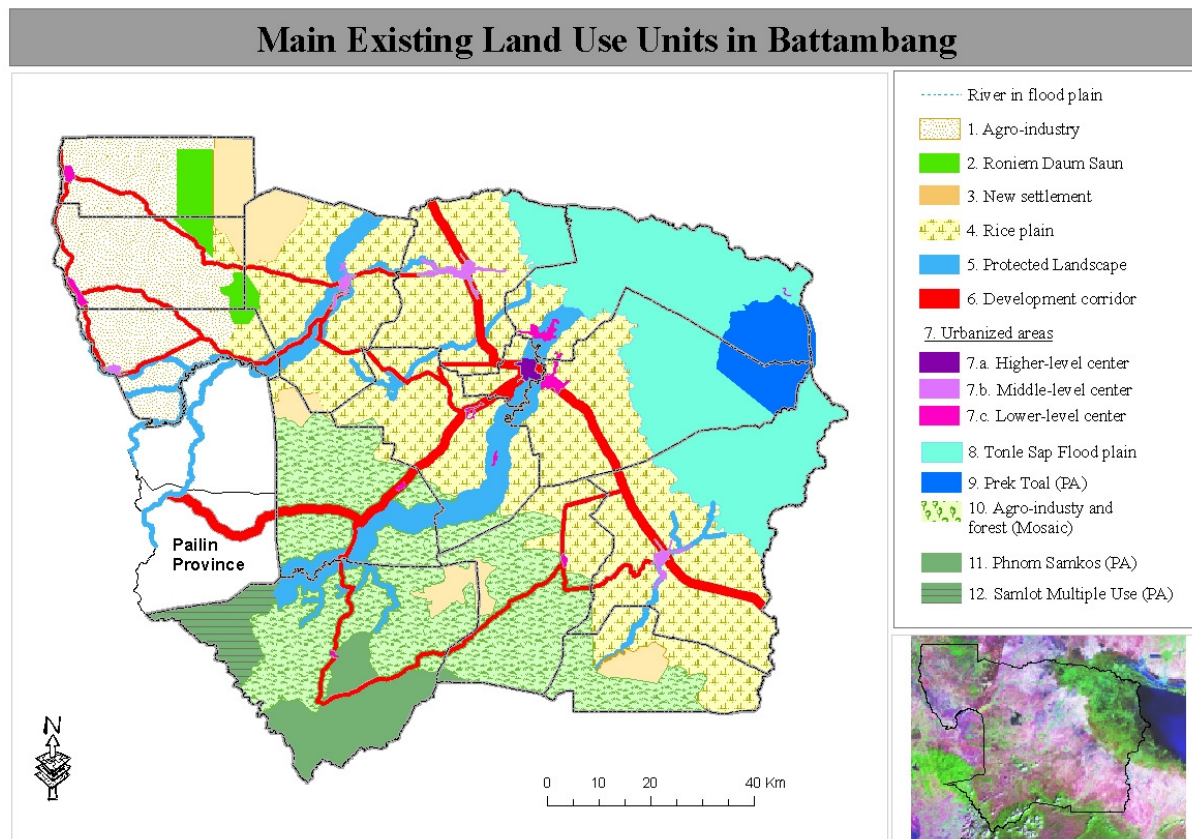 Main Existing Land Use Units in Battambang
River in flood plain
1. Agro-industry
2. Roniem Daum Saun
3. New settlement
4. Rice plain
5. Protected Landscape
6. Development corridor
7. Urbanized areas
7.a. Higher-level center
7.b. Middle-level center
7.c. Lower-level center
8. Tonle Sap Flood plain
9. Prek Toal (PA)
10. Agro-industy and
forest (Mosaic)
11. Phnom Samkos (PA)
12. Samlot Multiple Use (PA)
Pailin
Province
N
0 10 20 40 Km